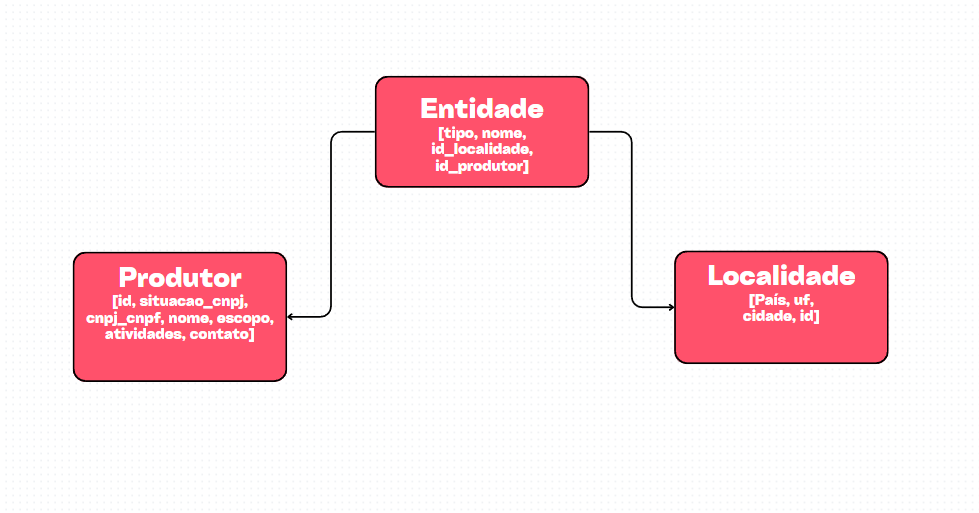 Entidade
[tipo, nome,
id_localidade,
id_produtor]
Produtor
[id, situacao_cnpj,
cnpj_cnpf, nome, escopo,
atividades, contato]
Localidade
[País, uf,
cidade, id]